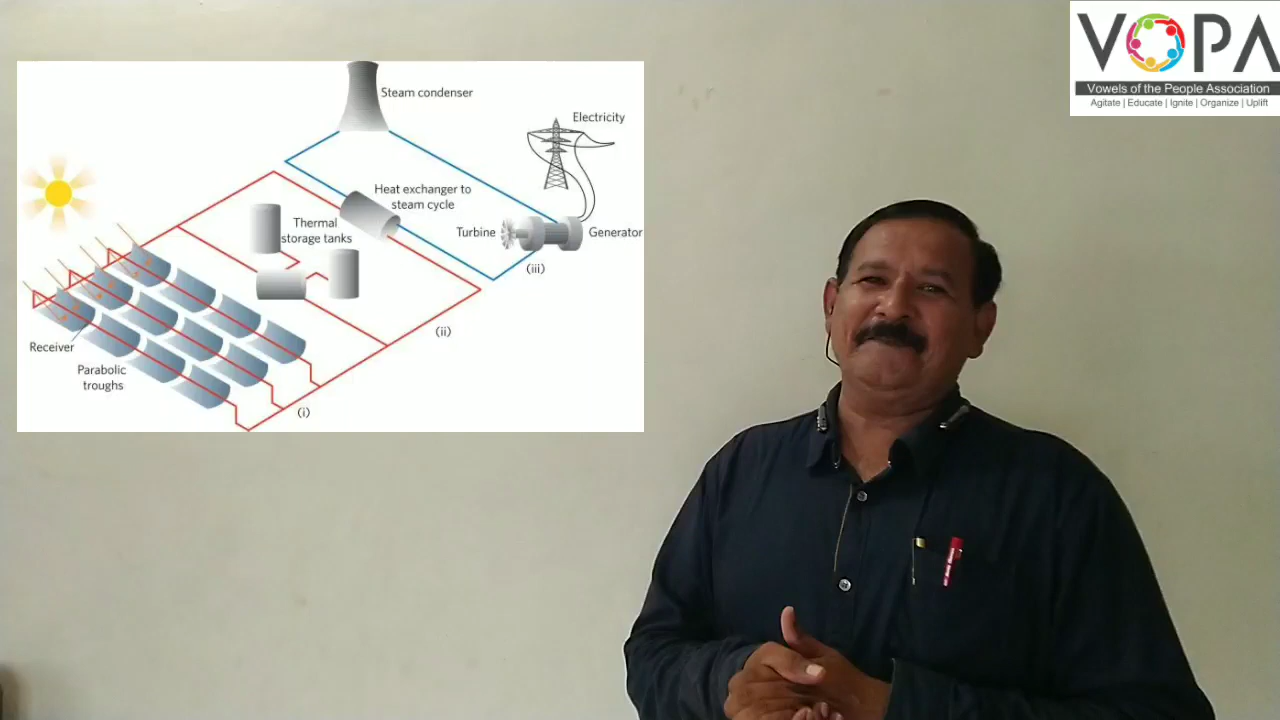 VOPA
Vowels of the People Association
Agitate | Educate | Ignite | Organize | Uplift
Steam condenser
Electricity
Heat exchanger to
steam cycle
Thermal
storage tanks
Turbine
Generator
(iii)
(ii)
Receiver
Parabolic
troughs
(i)